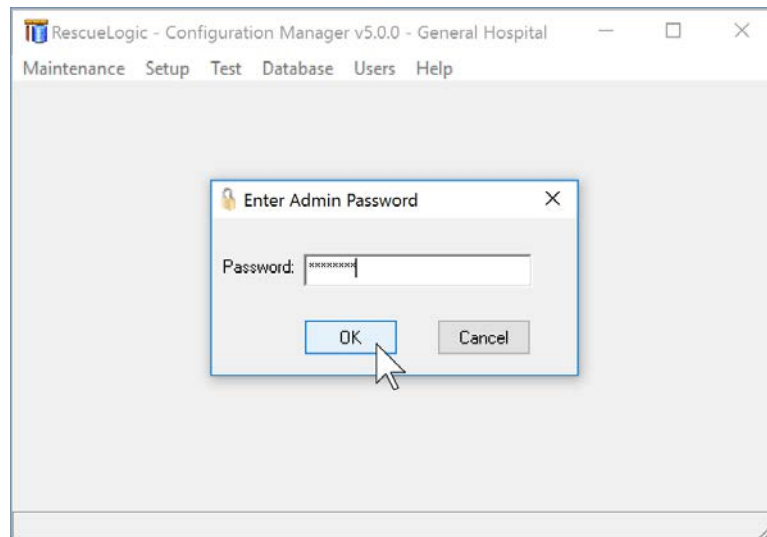 RescueLogic - Configuration Manager v5.0.0 - General Hospital
Maintenance Setup Test Database Users Help
Enter Admin Password
Password: ********
OK Cancel